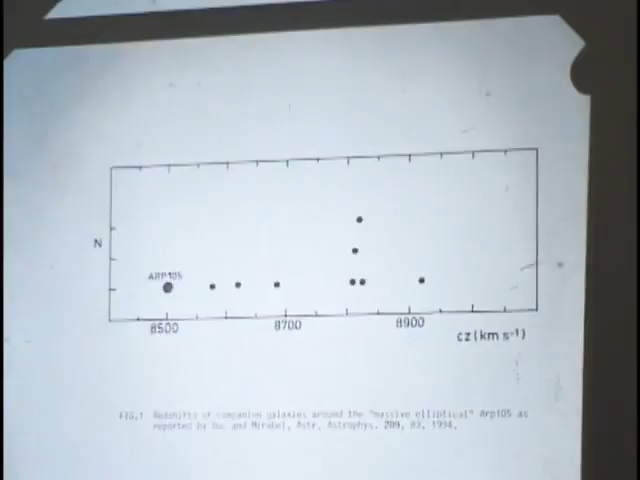 N
ARP105
8500 8700 8900
cz (km s⁻¹)
FIG.1 Redshifts of companion galaxies around the "massive elliptical" Arp105 as
reported by Duc and Mirabel, Astr. Astrophys. 289, 83, 1994.